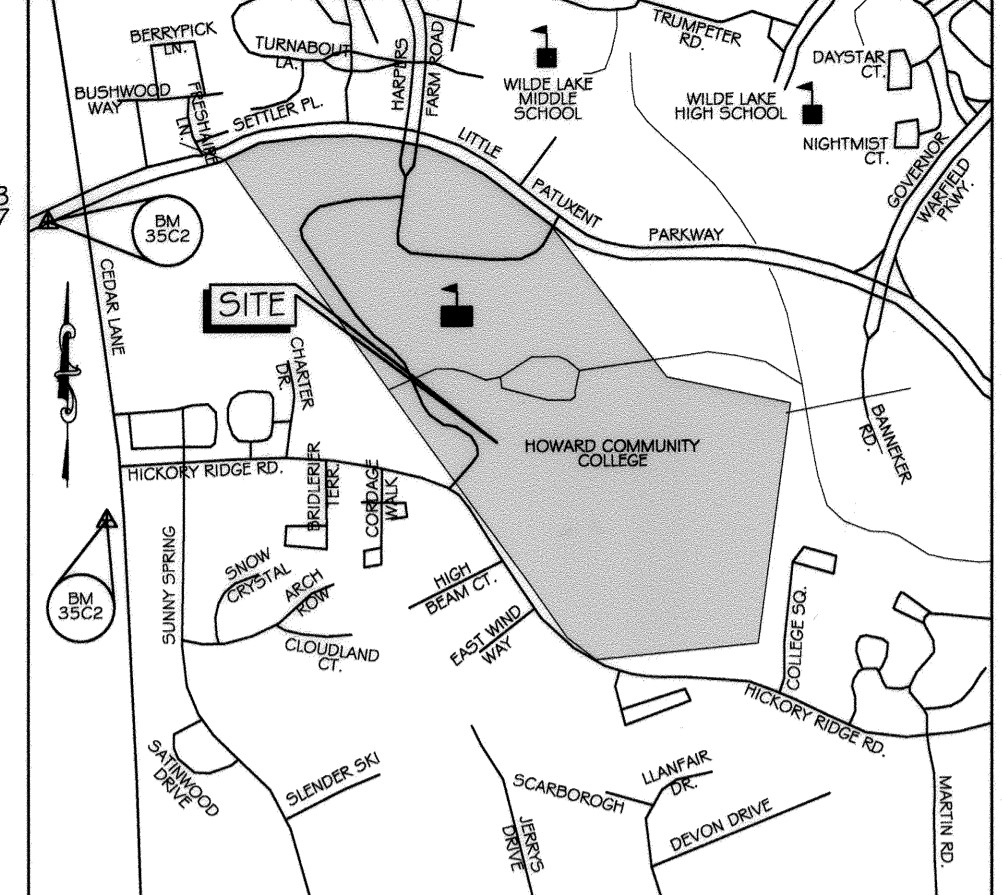 BERRYPICK
LN.
TURNABOUT
LA.
HARPERS
FARM ROAD
TRUMPETER
RD.
DAYSTAR
CT.
BUSHWOOD
WAY
FRESHAIRE
LN.
SETTLER PL.
WILDE LAKE
MIDDLE
SCHOOL
WILDE LAKE
HIGH SCHOOL
NIGHTMIST
CT.
LITTLE
PATUXENT
PARKWAY
GOVERNOR
WARFIELD
PKWY.
BM
35C2
CEDAR LANE
SITE
CHARTER
DR.
HOWARD COMMUNITY
COLLEGE
BANNEKER
RD.
HICKORY RIDGE RD.
BRIDLERIER
TERR.
CORDAGE
WALK
BM
35C2
SUNNY SPRING
SNOW
CRYSTAL
ARCH
ROW
CLOUDLAND
CT.
HIGH
BEAM CT.
EAST WIND
WAY
COLLEGE SQ.
HICKORY RIDGE RD.
SATINWOOD
DRIVE
SLENDER SKI
JERRYS
DRIVE
SCARBOROGH
LLANFAIR
DR.
DEVON DRIVE
MARTIN RD.